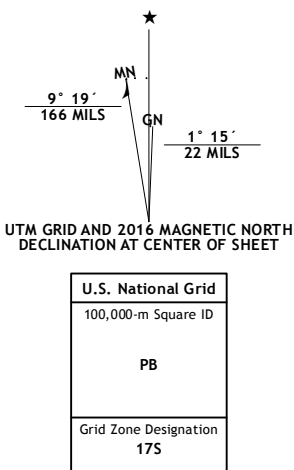 ★
MN
GN
9° 19´
166 MILS
1° 15´
22 MILS
UTM GRID AND 2016 MAGNETIC NORTH
DECLINATION AT CENTER OF SHEET
U.S. National Grid
100,000-m Square ID
PB
Grid Zone Designation
17S